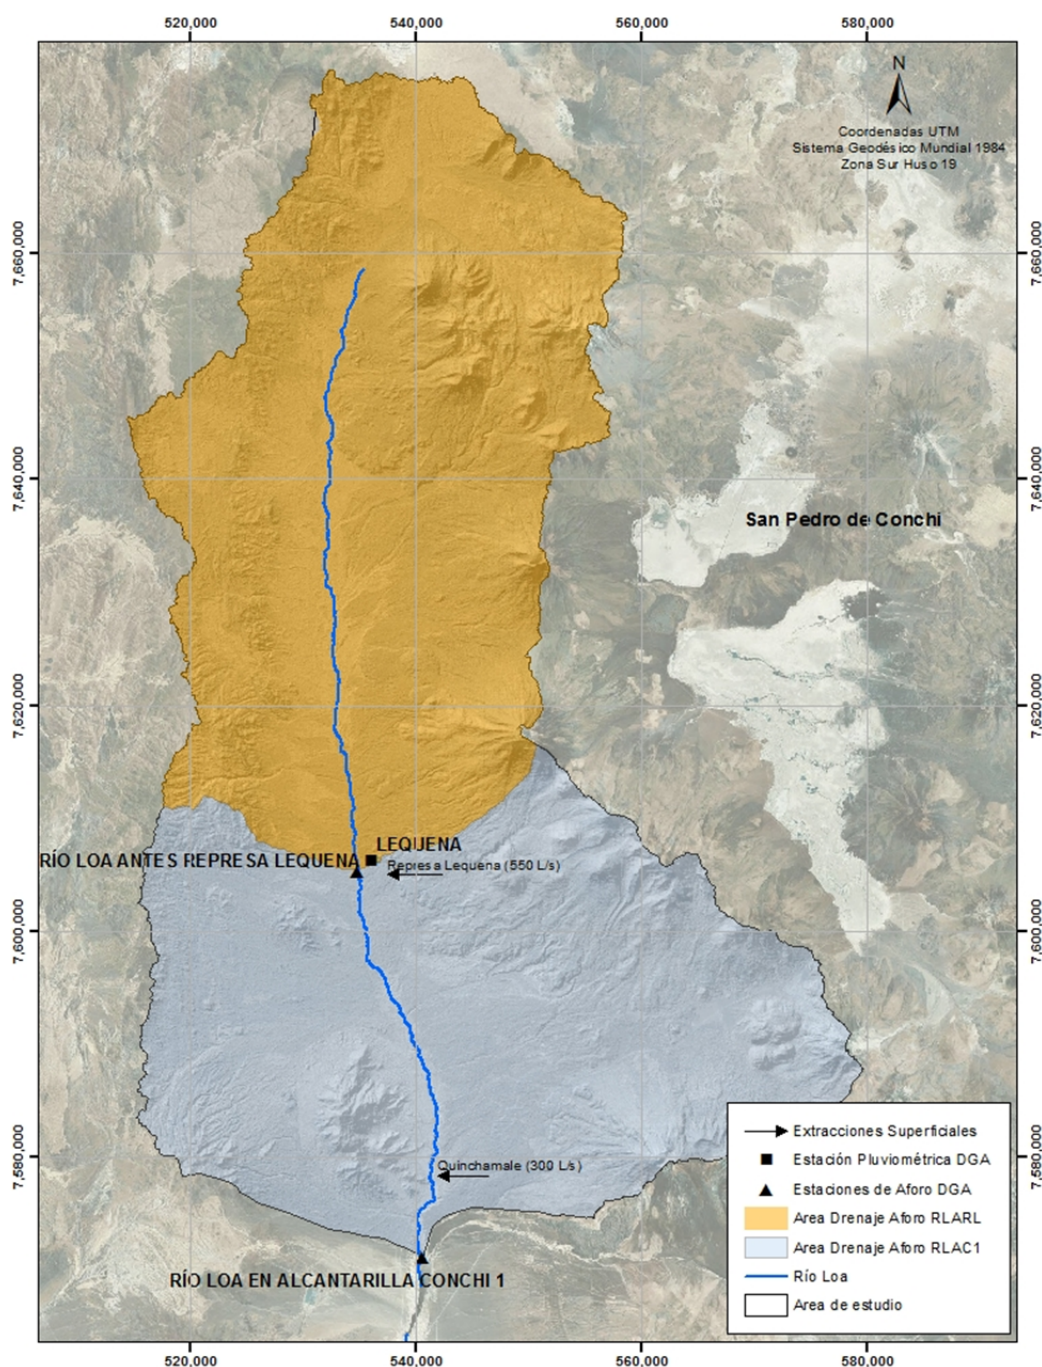 520,000
540,000
560,000
580,000
N
Coordenadas UTM
Sistema Geodésico Mundial 1984
Zona Sur Huso 19
7,660,000
7,660,000
7,640,000
7,640,000
San Pedro de Conchi
7,620,000
7,620,000
LEQUENA
RÍO LOA ANTES REPRESA LEQUENA
Represa Lequena (550 L/s)
7,600,000
7,600,000
Extracciones Superficiales
Estación Pluviométrica DGA
Estaciones de Aforo DGA
Area Drenaje Aforo RLARL
Area Drenaje Aforo RLAC1
Río Loa
Area de estudio
7,580,000
7,580,000
Quinchamale (300 L/s)
RÍO LOA EN ALCANTARILLA CONCHI 1
520,000
540,000
560,000
580,000